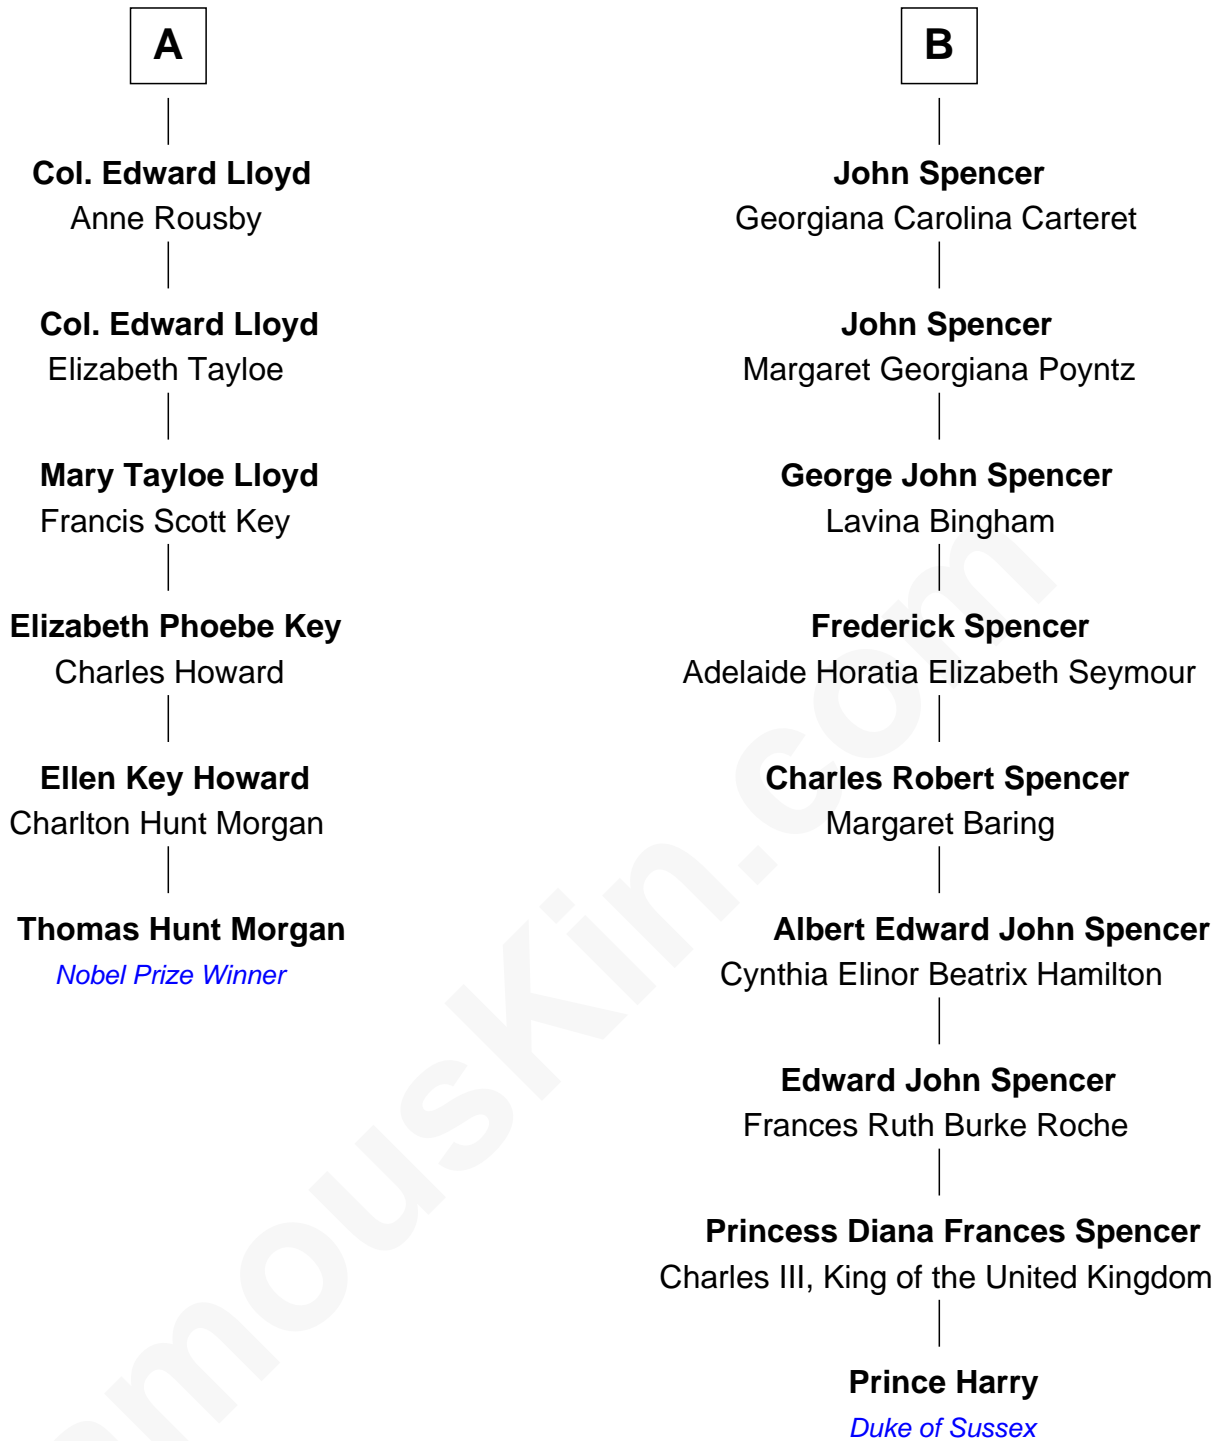 A
Col. Edward Lloyd
Anne Rousby
Col. Edward Lloyd
Elizabeth Tayloe
Mary Tayloe Lloyd
Francis Scott Key
Elizabeth Phoebe Key
Charles Howard
Ellen Key Howard
Charlton Hunt Morgan
Thomas Hunt Morgan
Nobel Prize Winner
B
John Spencer
Georgiana Carolina Carteret
John Spencer
Margaret Georgiana Poyntz
George John Spencer
Lavina Bingham
Frederick Spencer
Adelaide Horatia Elizabeth Seymour
Charles Robert Spencer
Margaret Baring
Albert Edward John Spencer
Cynthia Elinor Beatrix Hamilton
Edward John Spencer
Frances Ruth Burke Roche
Princess Diana Frances Spencer
Charles III, King of the United Kingdom
Prince Harry
Duke of Sussex
amouskin.com